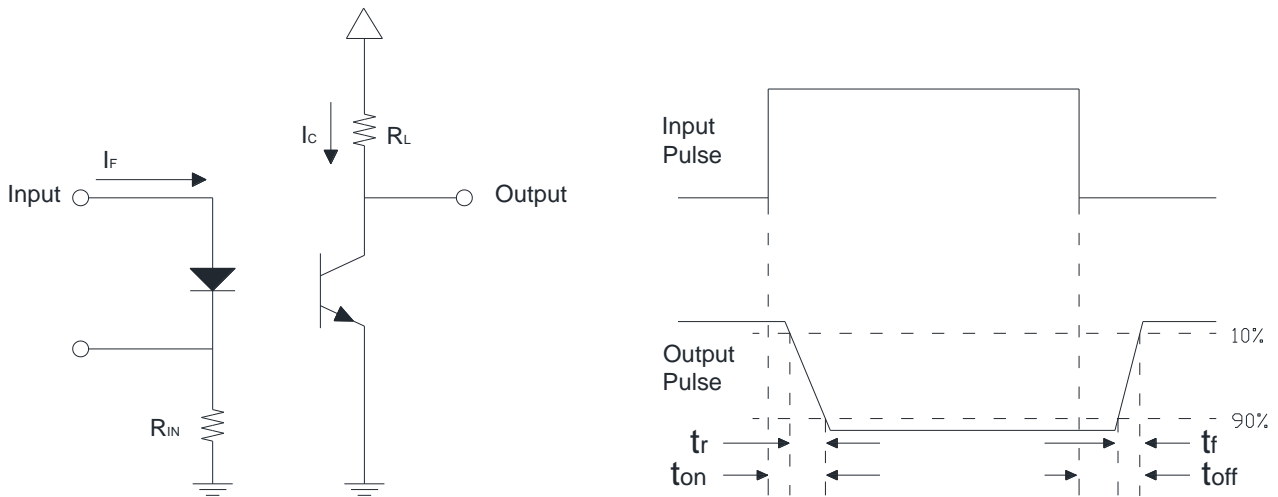 IF
Input
IC
RL
Output
RIN
Input
Pulse
Output
Pulse
10%
90%
tr
tf
ton
toff